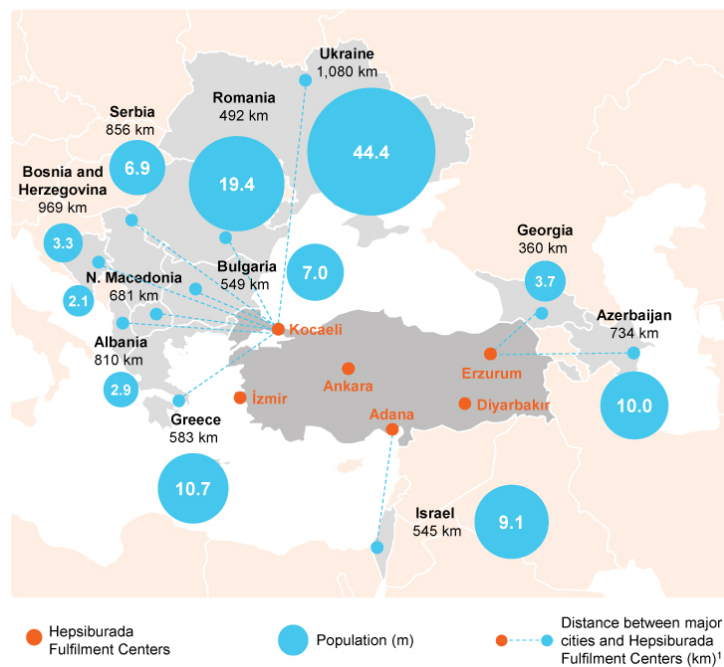 Ukraine
1,080 km
44.4
Romania
492 km
19.4
Serbia
856 km
6.9
Bosnia and
Herzegovina
969 km
3.3
N. Macedonia
681 km
2.1
Bulgaria
549 km
7.0
Georgia
360 km
3.7
Azerbaijan
734 km
10.0
Albania
810 km
2.9
Kocaeli
Ankara
Erzurum
İzmir
Adana
Diyarbakır
Greece
583 km
10.7
Israel
545 km
9.1
Hepsiburada
Fulfilment Centers
Population (m)
Distance between major
cities and Hepsiburada
Fulfilment Centers (km)¹